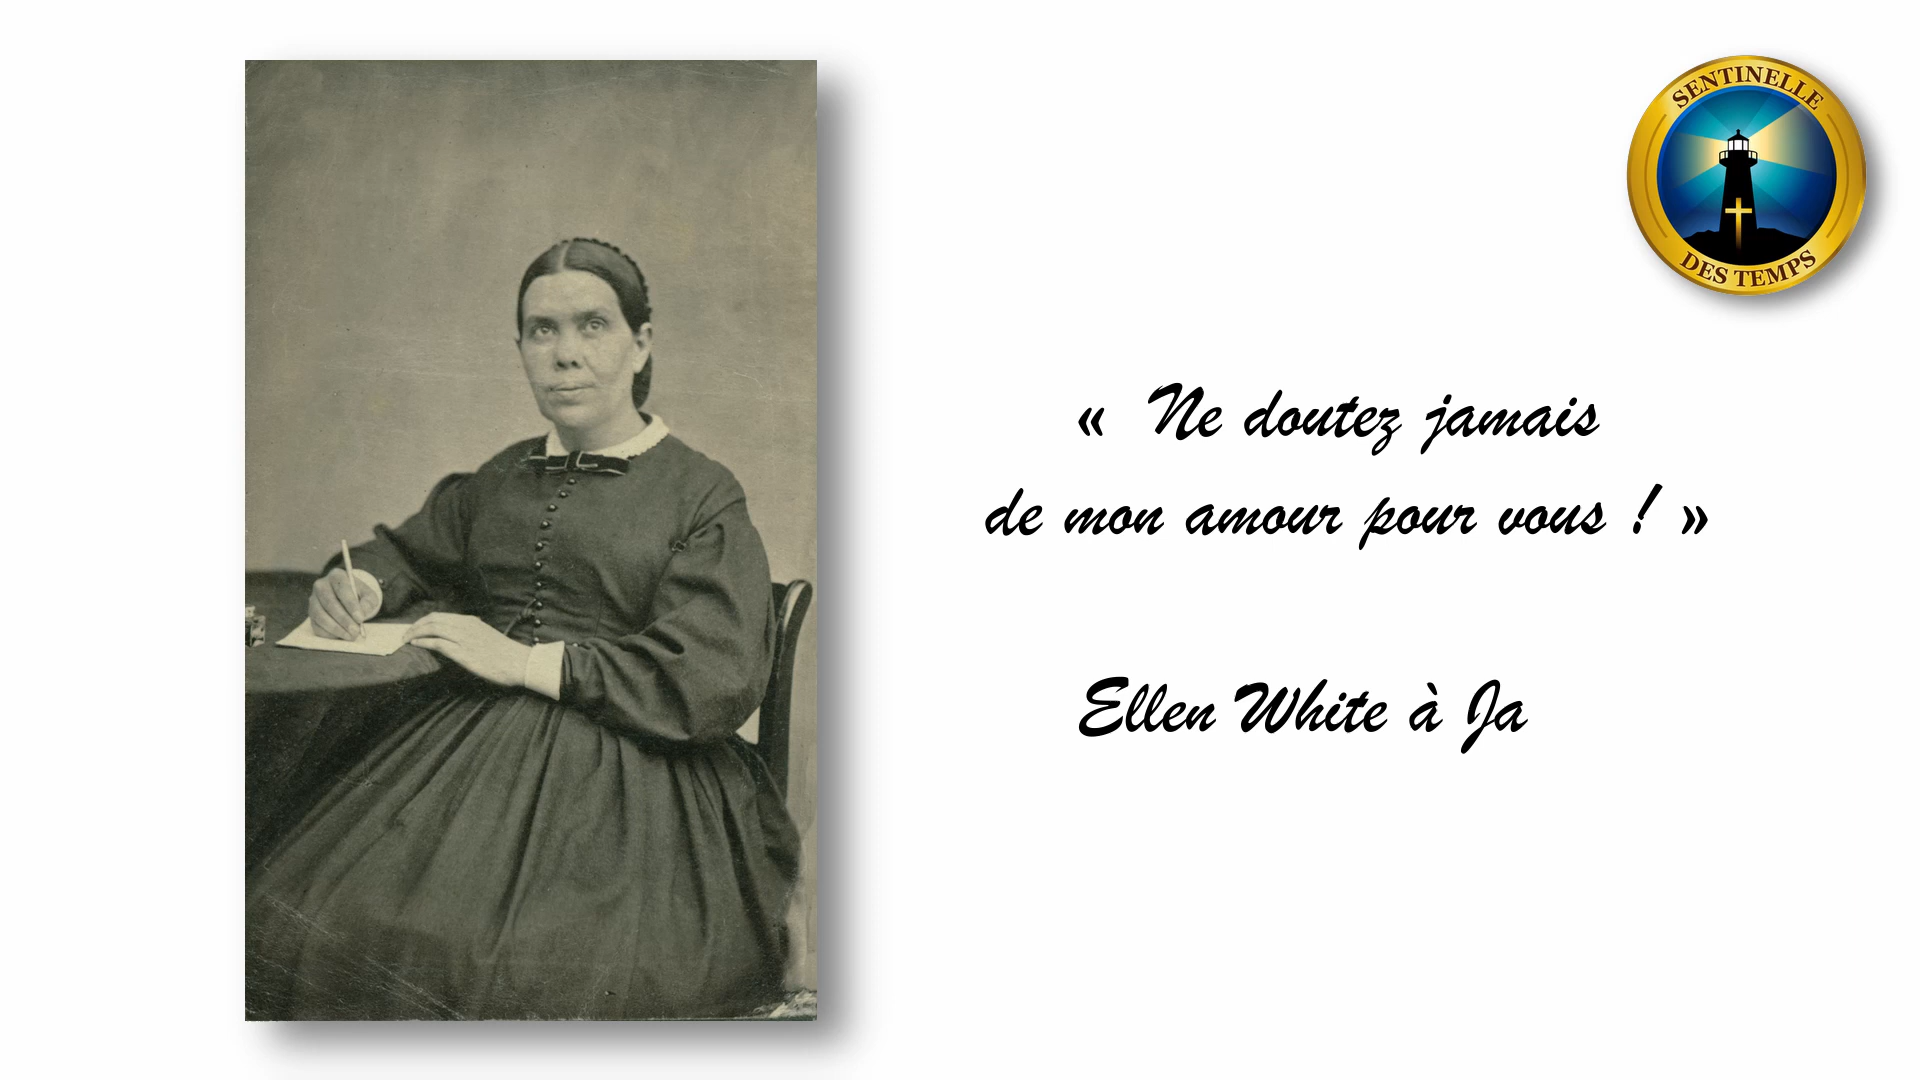 SENTINELLE
DES TEMPS
« Ne doutez jamais
de mon amour pour vous ! »
Ellen White à Ja